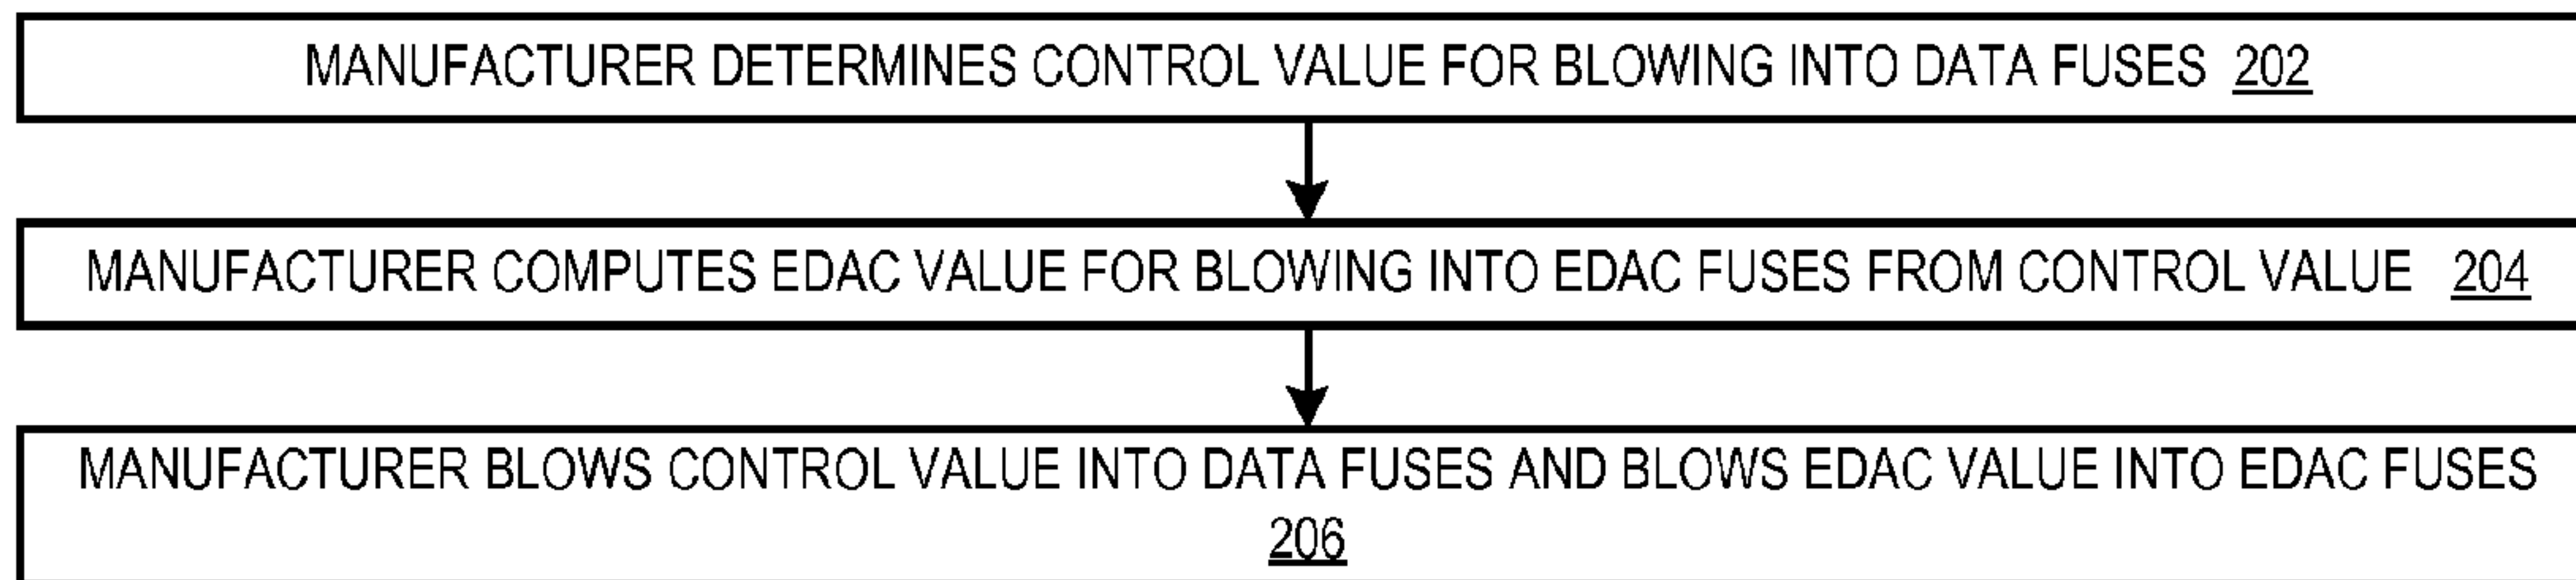 MANUFACTURER DETERMINES CONTROL VALUE FOR BLOWING INTO DATA FUSES 202
MANUFACTURER COMPUTES EDAC VALUE FOR BLOWING INTO EDAC FUSES FROM CONTROL VALUE 204
MANUFACTURER BLOWS CONTROL VALUE INTO DATA FUSES AND BLOWS EDAC VALUE INTO EDAC FUSES
206